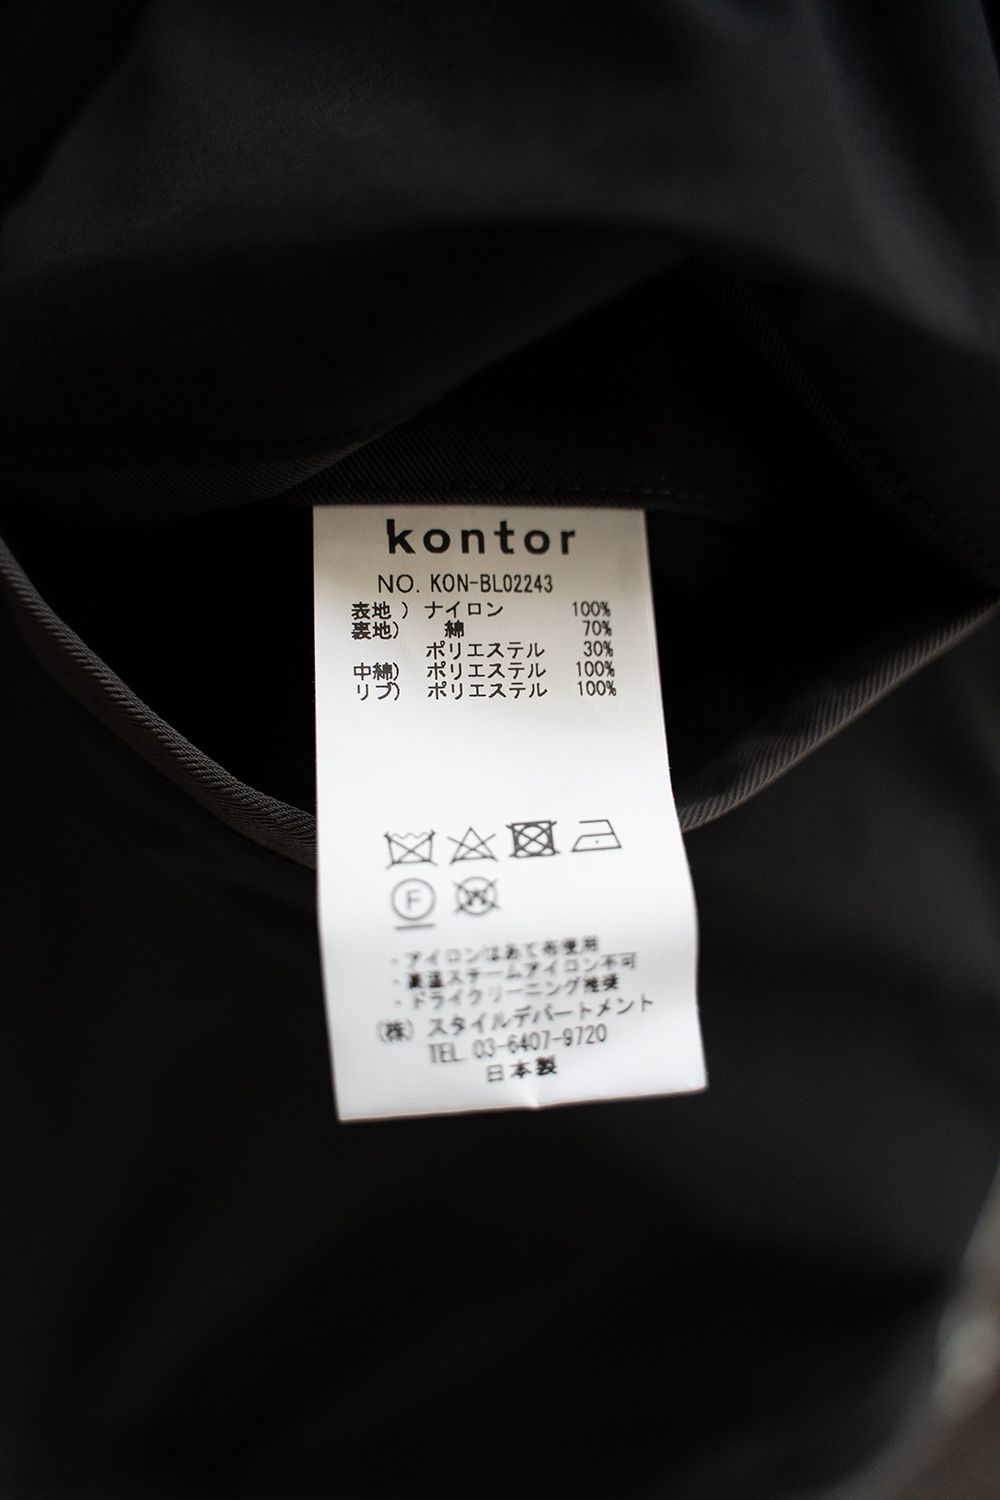 kontor
NO. KON-BL02243
表地 ) ナイロン 100%
裏地) 綿 70%
ポリエステル 30%
中綿) ポリエステル 100%
リブ) ポリエステル 100%
F
W
・アイロンはあて布使用
・高温スチームアイロン不可
・ドライクリーニング推奨
(株) スタイルデパートメント
TEL. 03-6407-9720
日本製